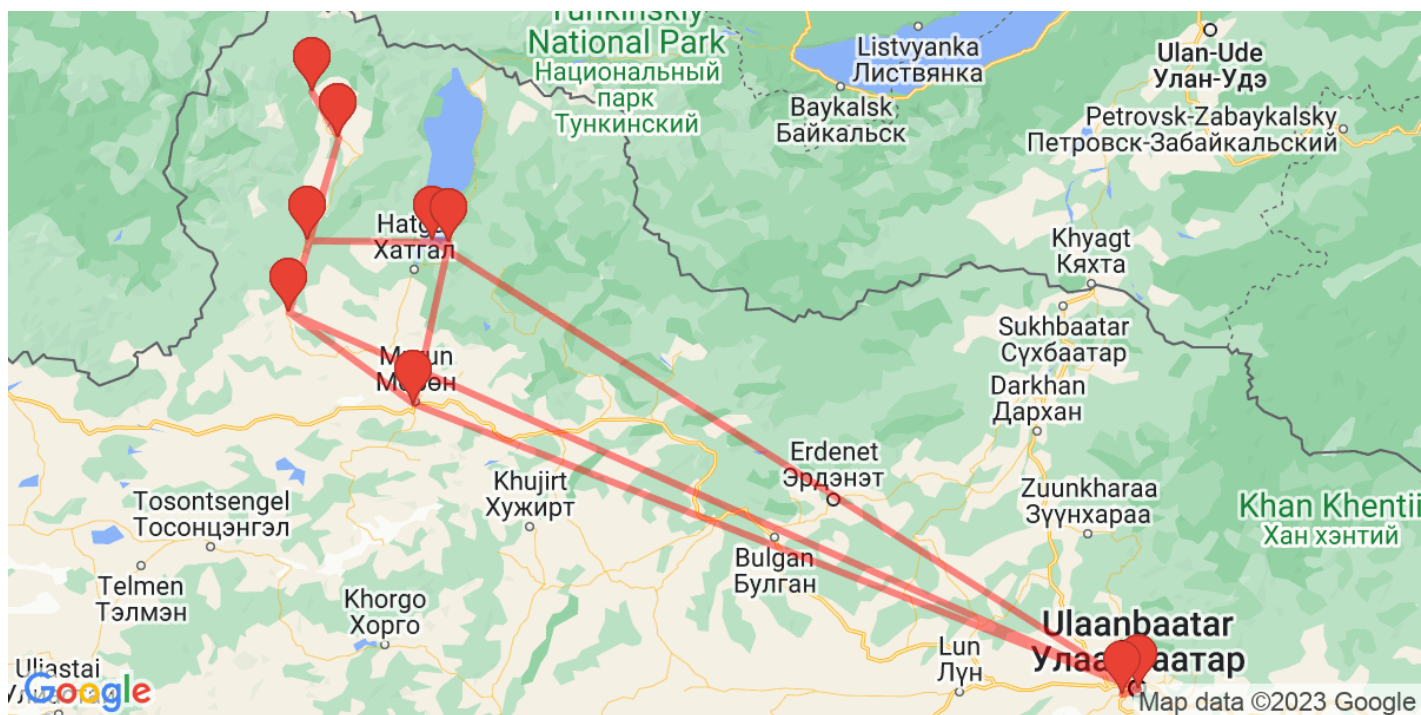 National Park
Национальный
парк
Тункинский
Listvyanka
Листвянка
Baykalsk
Байкальск
Ulan-Ude
Улан-Удэ
Petrovsk-Zabaykalsky
Петровск-Забайкальский
Хатгал
Khyagt
Кяхта
Sukhbaatar
Сүхбаатар
Darkhan
Дархан
Erdenet
Эрдэнэт
Khujirt
Хужирт
Zuunkharaa
Зүүнхараа
Khan Khentii
Хан хэнтий
Tosontsengel
Тосонцэнгэл
Bulgan
Булган
Telmen
Тэлмэн
Khorgo
Хорго
Ulaanbaatar
Lun
Лүн
Uliastai
Google
Map data ©2023 Google